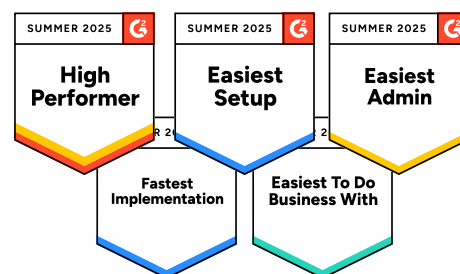 SUMMER 2025
High
Performer
SUMMER 2025
Easiest
Setup
SUMMER 2025
Easiest
Admin
Fastest
Implementation
Easiest To Do
Business With